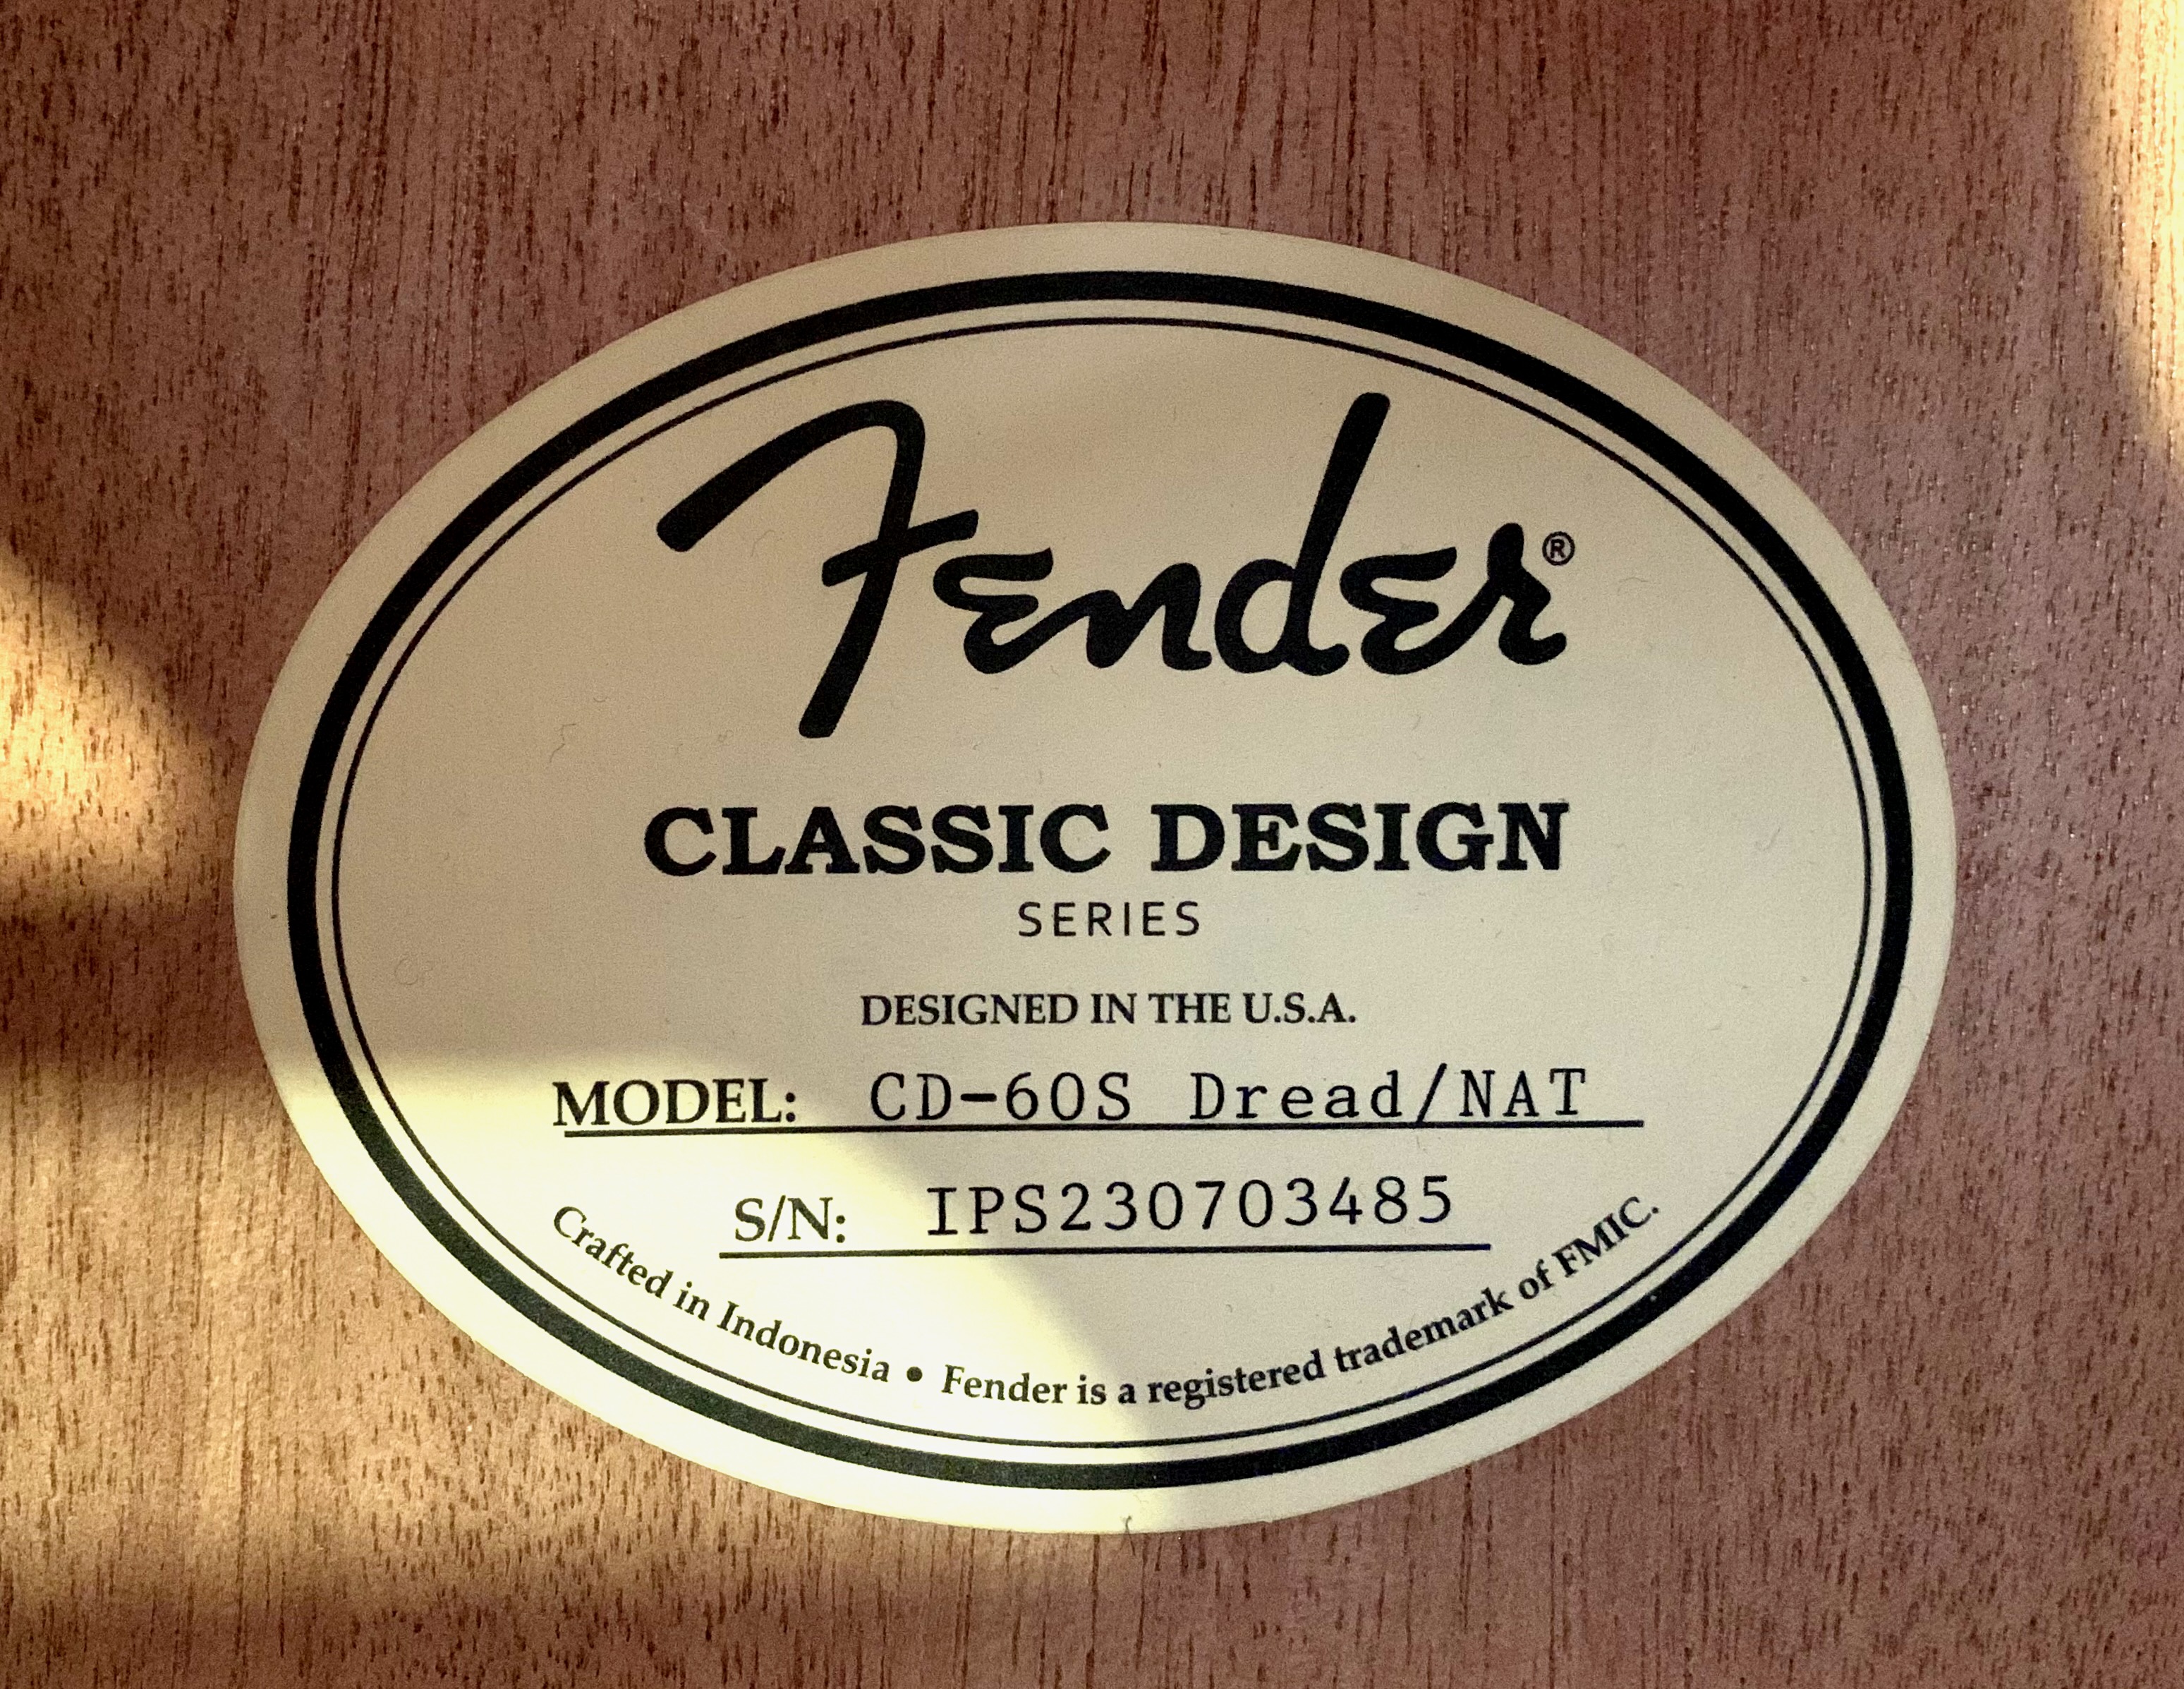 Fender®
CLASSIC DESIGN
SERIES
DESIGNED IN THE U.S.A.
MODEL: CD-60S Dread/NAT
S/N: IPS230703485
Crafted in Indonesia • Fender is a registered trademark of FMIC.